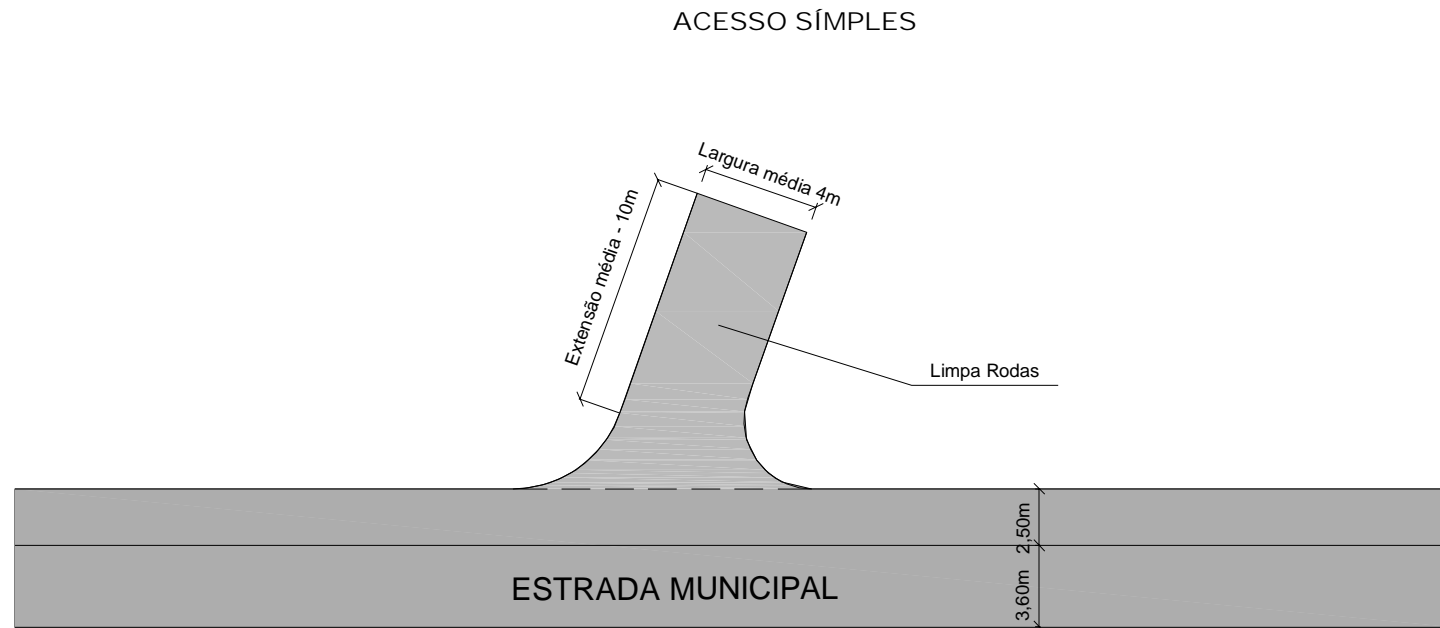 ACESSO SÍMPLES
Largura média 4m
Extensão média - 10m
Limpa Rodas
2,50m
ESTRADA MUNICIPAL
3,60m